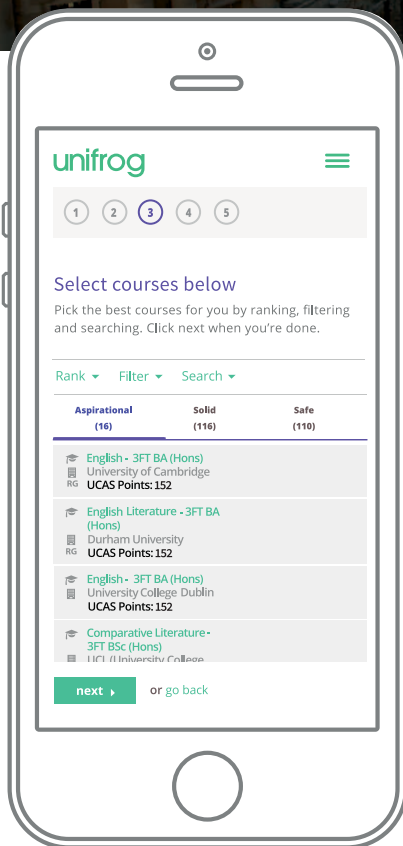 unifrog
1 2 3 4 5
Select courses below
Pick the best courses for you by ranking, filtering
and searching. Click next when you're done.
Rank Filter Search
Aspirational Solid Safe
(16) (116) (110)
English - 3FT BA (Hons)
University of Cambridge
RG UCAS Points: 152
English Literature - 3FT BA
(Hons)
Durham University
RG UCAS Points: 152
English - 3FT BA (Hons)
University College Dublin
UCAS Points: 152
Comparative Literature -
3FT BSc (Hons)
UCL (University College
next or go back